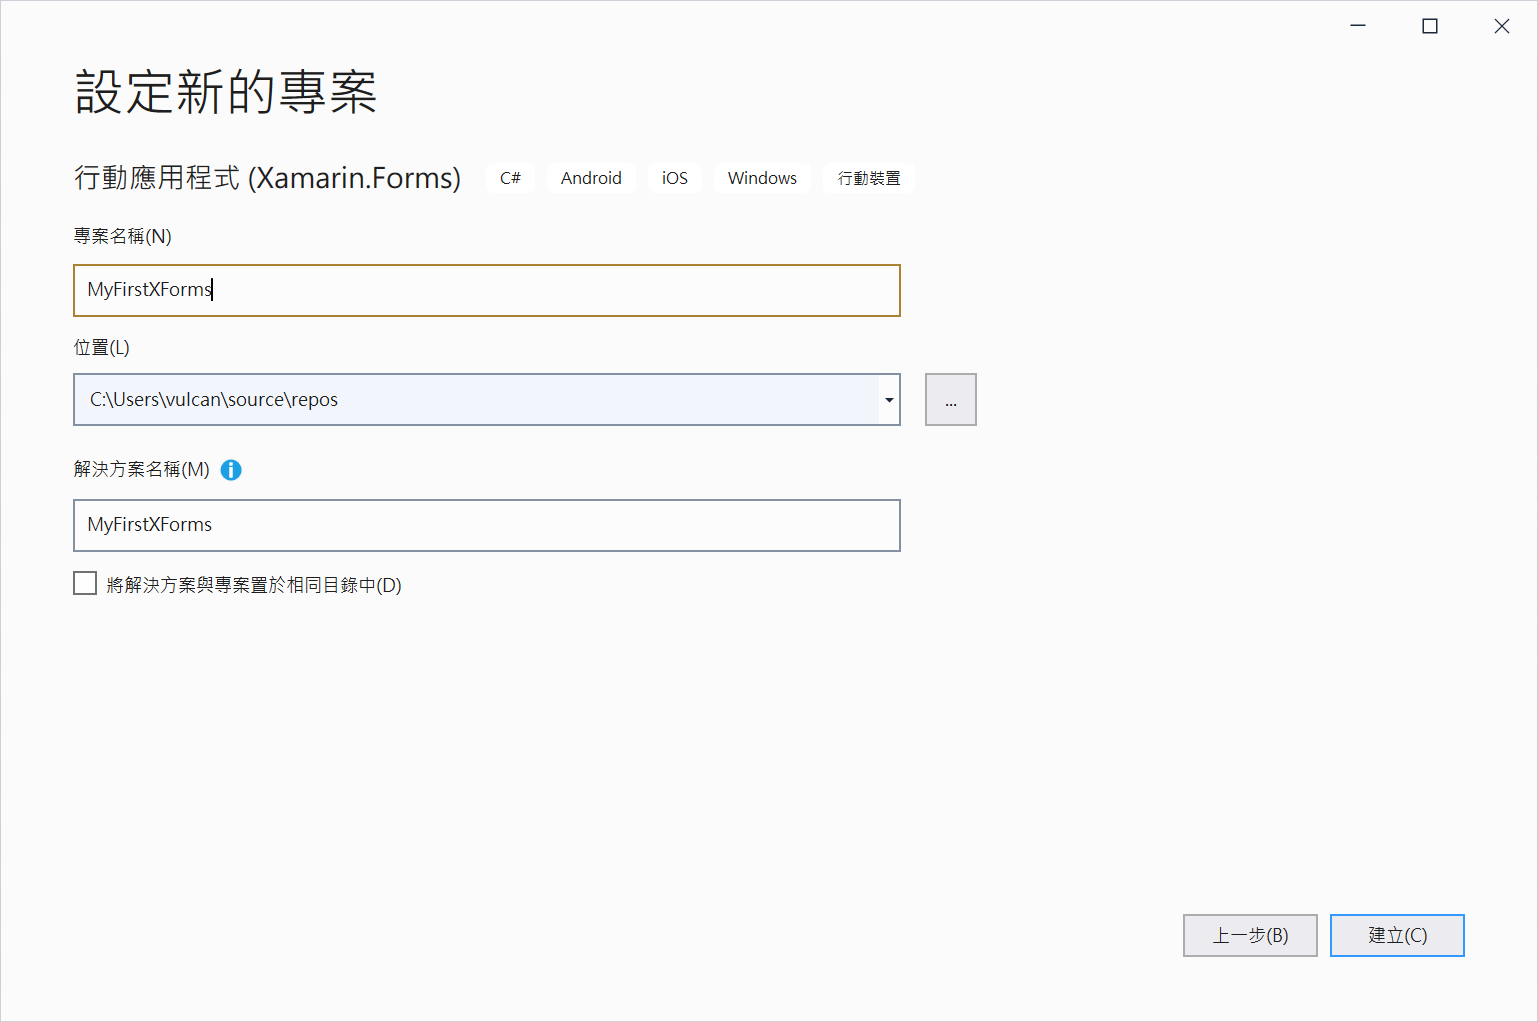 設定新的專案
行動應用程式 (Xamarin.Forms) C# Android iOS Windows 行動裝置
專案名稱(N)
MyFirstXForms
位置(L)
C:\Users\vulcan\source\repos
...
解決方案名稱(M)
MyFirstXForms
將解決方案與專案置於相同目錄中(D)
上一步(B) 建立(C)